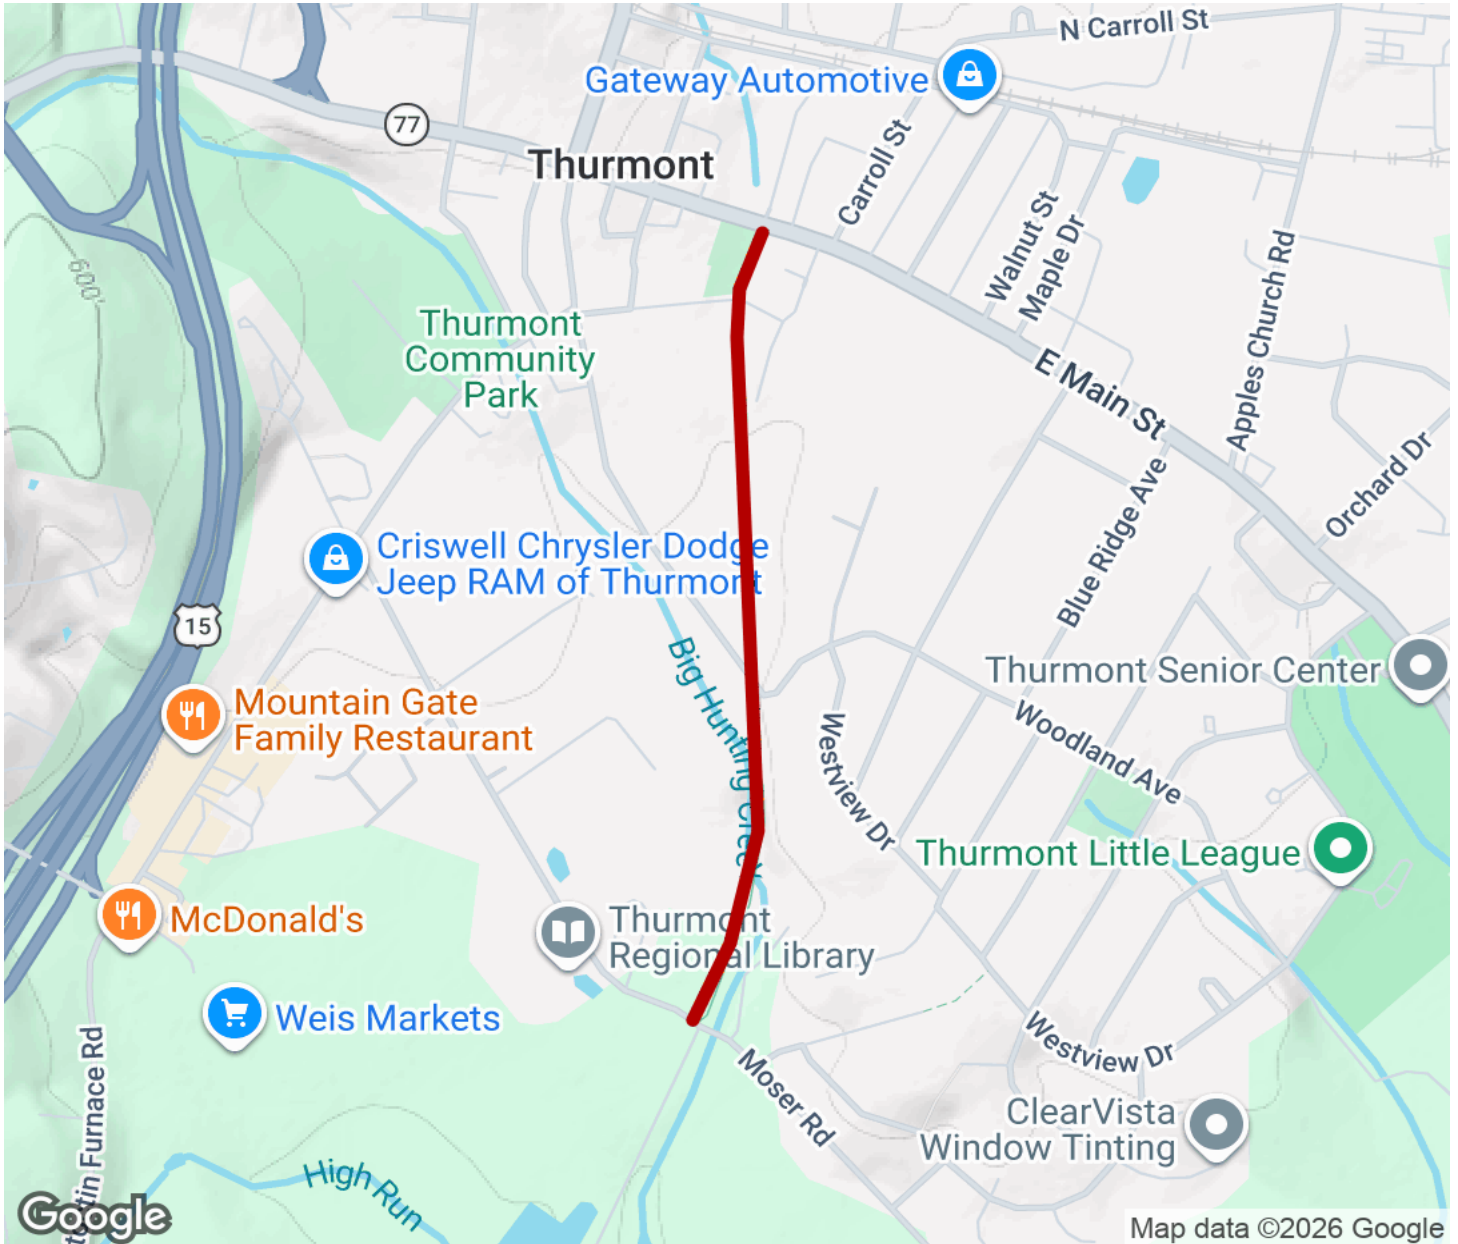 N Carroll St
Gateway Automotive
77
Carroll St
Thurmont
Walnut St
Maple Dr
Apples Church Rd
600'
Thurmont
Community
Park
E Main St
Orchard Dr
Blue Ridge Ave
Criswell Chrysler Dodge
Jeep RAM of Thurmont
15
Big Hunting Creek
Thurmont Senior Center
Mountain Gate
Family Restaurant
Woodland Ave
Westview Dr
Thurmont Little League
McDonald's
Thurmont
Regional Library
Weis Markets
Westview Dr
Moser Rd
ClearVista
Window Tinting
Furnace Rd
High Run
Google
Map data ©2026 Google